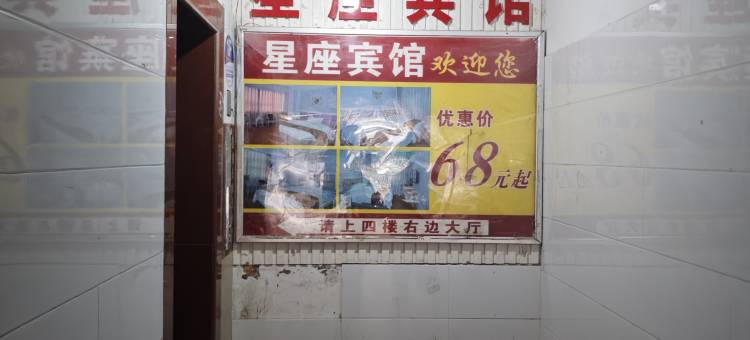 星座宾馆
星座宾馆 欢迎您
优惠价
68元起
请上四楼右边大厅